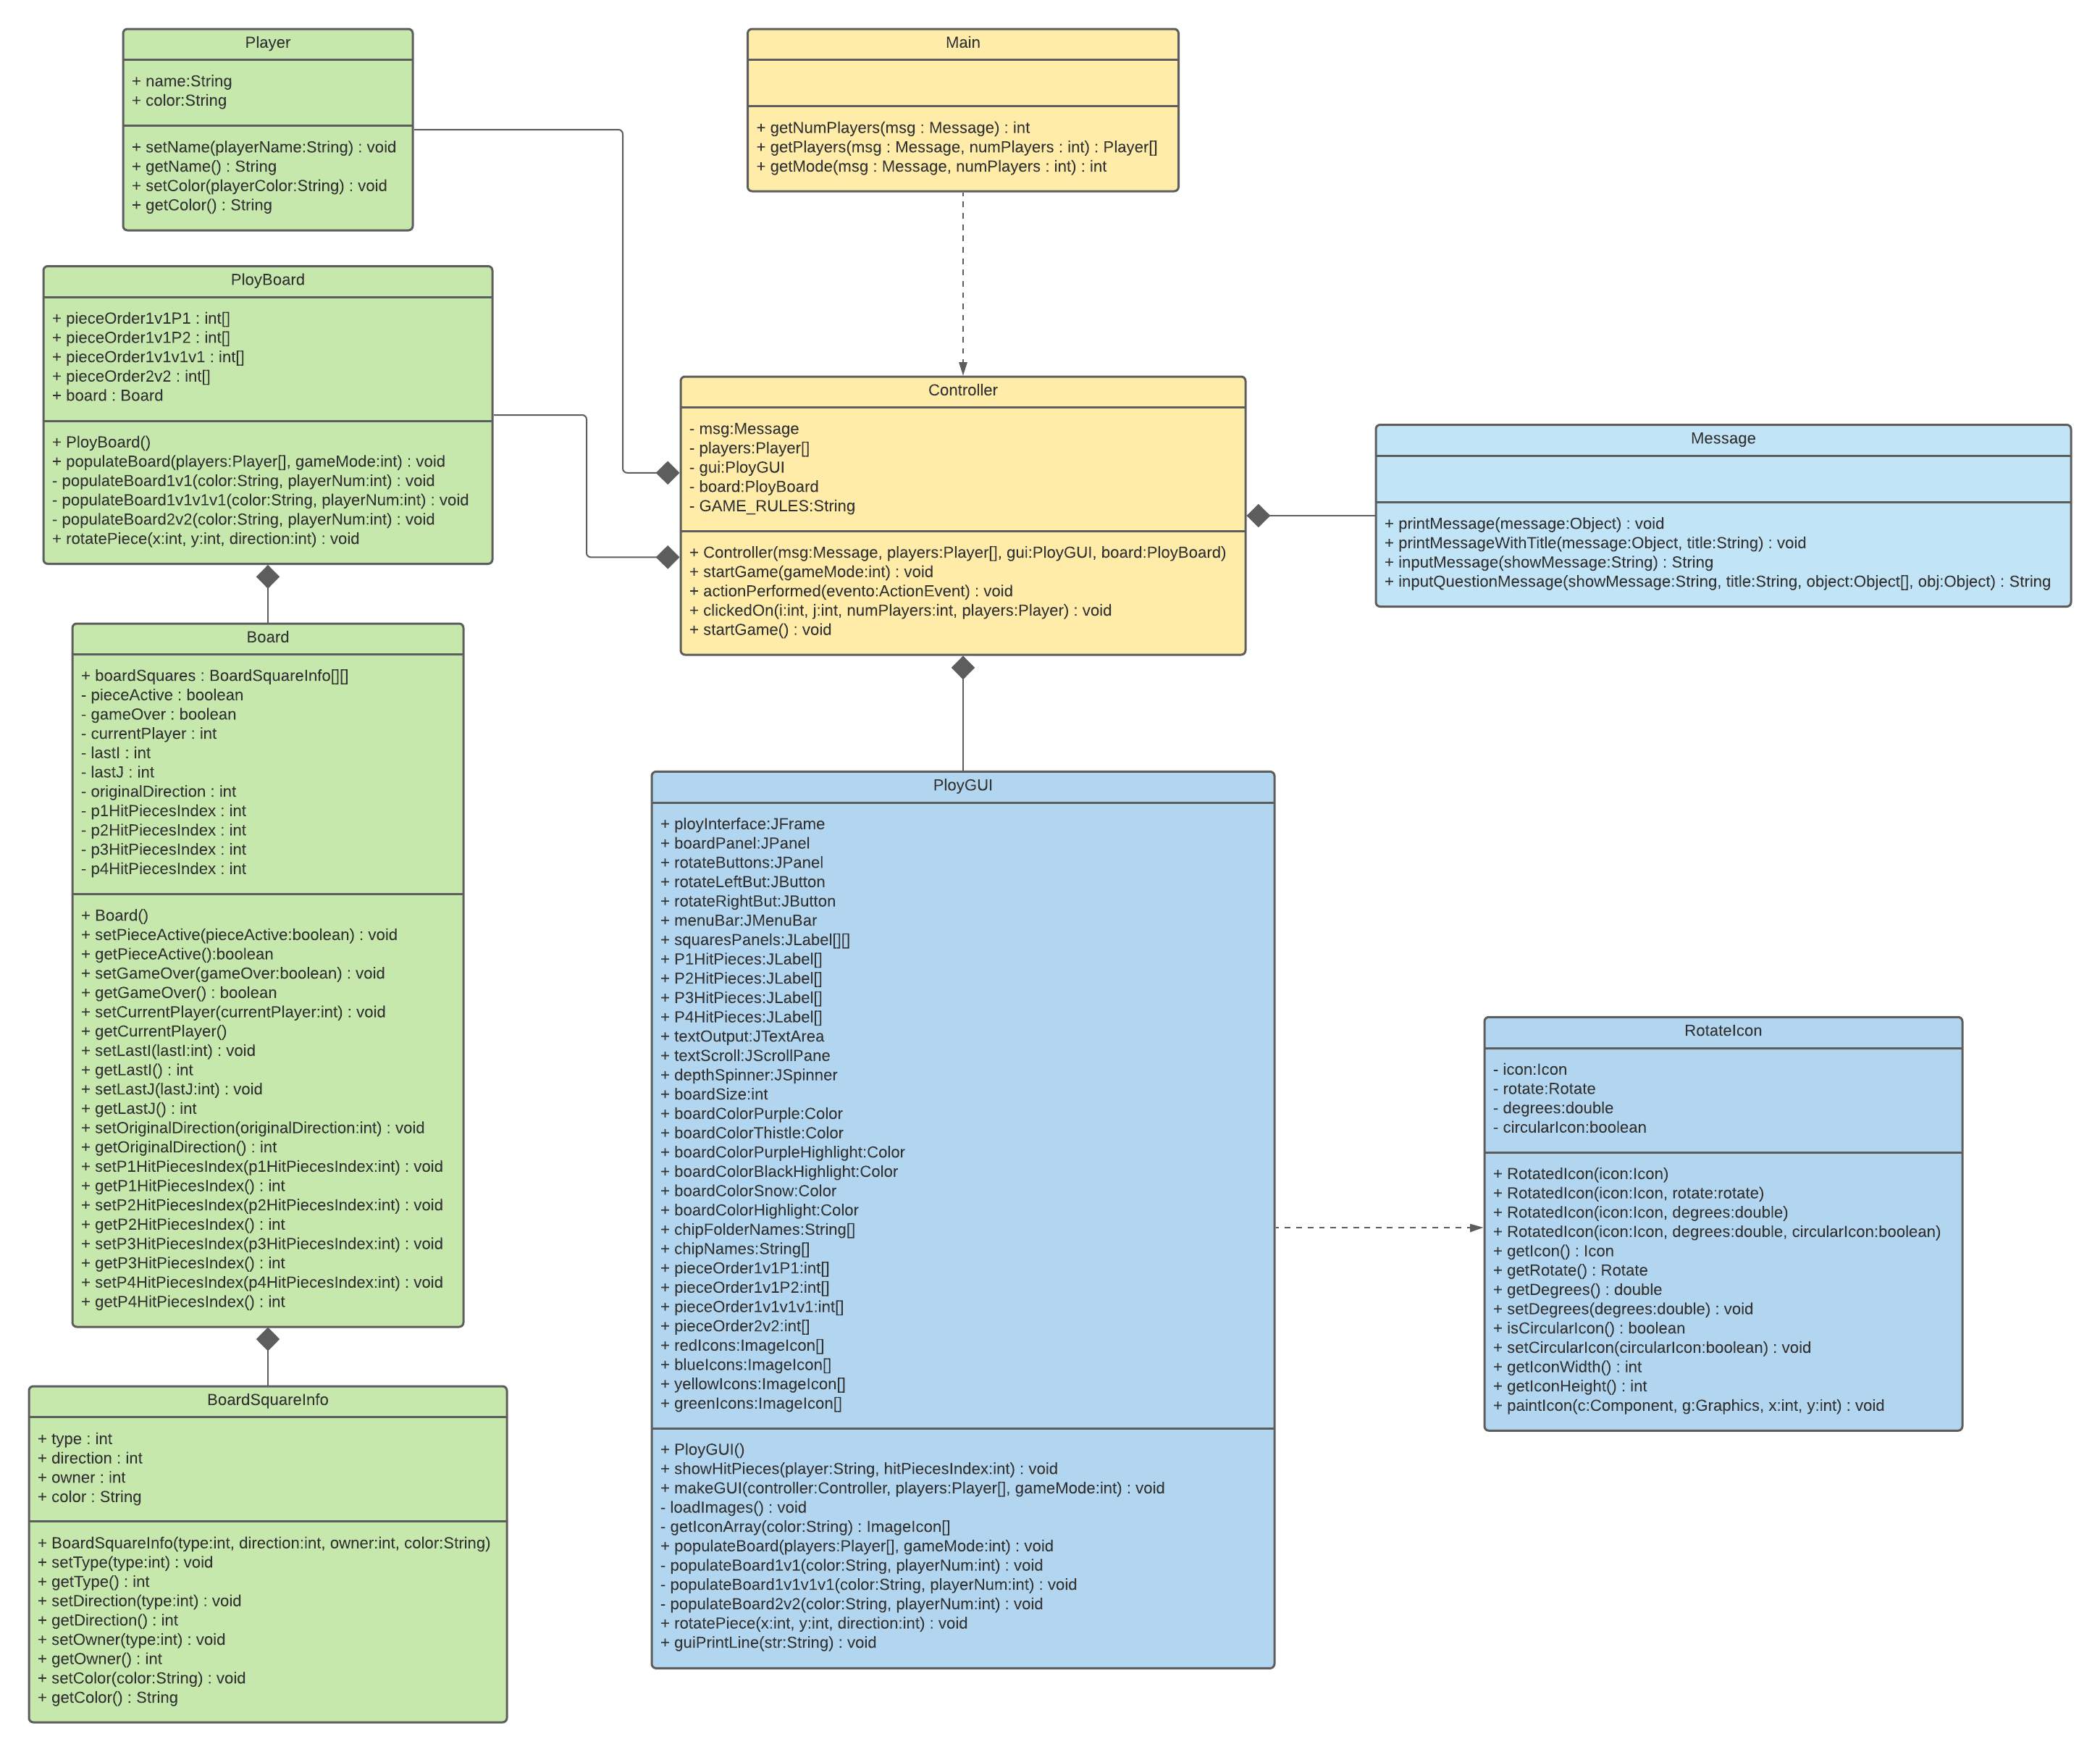 Player
+ name:String
+ color:String
+ setName(playerName:String) : void
+ getName() : String
+ setColor(playerColor:String) : void
+ getColor() : String
Main
+ getNumPlayers(msg : Message) : int
+ getPlayers(msg : Message, numPlayers : int) : Player[]
+ getMode(msg : Message, numPlayers : int) : int
PloyBoard
+ pieceOrder1v1P1 : int[]
+ pieceOrder1v1P2 : int[]
+ pieceOrder1v1v1v1 : int[]
+ pieceOrder2v2 : int[]
+ board : Board
+ PloyBoard()
+ populateBoard(players:Player[], gameMode:int) : void
- populateBoard1v1(color:String, playerNum:int) : void
- populateBoard1v1v1v1(color:String, playerNum:int) : void
- populateBoard2v2(color:String, playerNum:int) : void
+ rotatePiece(x:int, y:int, direction:int) : void
Controller
- msg:Message
- players:Player[]
- gui:PloyGUI
- board:PloyBoard
- GAME_RULES:String
+ Controller(msg:Message, players:Player[], gui:PloyGUI, board:PloyBoard)
+ startGame(gameMode:int) : void
+ actionPerformed(evento:ActionEvent) : void
+ clickedOn(i:int, j:int, numPlayers:int, players:Player) : void
+ startGame() : void
Message
+ printMessage(message:Object) : void
+ printMessageWithTitle(message:Object, title:String) : void
+ inputMessage(showMessage:String) : String
+ inputQuestionMessage(showMessage:String, title:String, object:Object[], obj:Object) : String
Board
+ boardSquares : BoardSquareInfo[][]
- pieceActive : boolean
- gameOver : boolean
- currentPlayer : int
- lastI : int
- lastJ : int
- originalDirection : int
- p1HitPiecesIndex : int
- p2HitPiecesIndex : int
- p3HitPiecesIndex : int
- p4HitPiecesIndex : int
+ Board()
+ setPieceActive(pieceActive:boolean) : void
+ getPieceActive():boolean
+ setGameOver(gameOver:boolean) : void
+ getGameOver() : boolean
+ setCurrentPlayer(currentPlayer:int) : void
+ getCurrentPlayer()
+ setLastI(lastI:int) : void
+ getLastI() : int
+ setLastJ(lastJ:int) : void
+ getLastJ() : int
+ setOriginalDirection(originalDirection:int) : void
+ getOriginalDirection() : int
+ setP1HitPiecesIndex(p1HitPiecesIndex:int) : void
+ getP1HitPiecesIndex() : int
+ setP2HitPiecesIndex(p2HitPiecesIndex:int) : void
+ getP2HitPiecesIndex() : int
+ setP3HitPiecesIndex(p3HitPiecesIndex:int) : void
+ getP3HitPiecesIndex() : int
+ setP4HitPiecesIndex(p4HitPiecesIndex:int) : void
+ getP4HitPiecesIndex() : int
PloyGUI
+ ployInterface:JFrame
+ boardPanel:JPanel
+ rotateButtons:JPanel
+ rotateLeftBut:JButton
+ rotateRightBut:JButton
+ menuBar:JMenuBar
+ squaresPanels:JLabel[][]
+ P1HitPieces:JLabel[]
+ P2HitPieces:JLabel[]
+ P3HitPieces:JLabel[]
+ P4HitPieces:JLabel[]
+ textOutput:JTextArea
+ textScroll:JScrollPane
+ depthSpinner:JSpinner
+ boardSize:int
+ boardColorPurple:Color
+ boardColorThistle:Color
+ boardColorPurpleHighlight:Color
+ boardColorBlackHighlight:Color
+ boardColorSnow:Color
+ boardColorHighlight:Color
+ chipFolderNames:String[]
+ chipNames:String[]
+ pieceOrder1v1P1:int[]
+ pieceOrder1v1P2:int[]
+ pieceOrder1v1v1v1:int[]
+ pieceOrder2v2:int[]
+ redIcons:ImageIcon[]
+ blueIcons:ImageIcon[]
+ yellowIcons:ImageIcon[]
+ greenIcons:ImageIcon[]
+ PloyGUI()
+ showHitPieces(player:String, hitPiecesIndex:int) : void
+ makeGUI(controller:Controller, players:Player[], gameMode:int) : void
- loadImages() : void
- getIconArray(color:String) : ImageIcon[]
+ populateBoard(players:Player[], gameMode:int) : void
- populateBoard1v1(color:String, playerNum:int) : void
- populateBoard1v1v1v1(color:String, playerNum:int) : void
- populateBoard2v2(color:String, playerNum:int) : void
+ rotatePiece(x:int, y:int, direction:int) : void
+ guiPrintLine(str:String) : void
RotateIcon
- icon:Icon
- rotate:Rotate
- degrees:double
- circularIcon:boolean
+ RotatedIcon(icon:Icon)
+ RotatedIcon(icon:Icon, rotate:rotate)
+ RotatedIcon(icon:Icon, degrees:double)
+ RotatedIcon(icon:Icon, degrees:double, circularIcon:boolean)
+ getIcon() : Icon
+ getRotate() : Rotate
+ getDegrees() : double
+ setDegrees(degrees:double) : void
+ isCircularIcon() : boolean
+ setCircularIcon(circularIcon:boolean) : void
+ getIconWidth() : int
+ getIconHeight() : int
+ paintIcon(c:Component, g:Graphics, x:int, y:int) : void
BoardSquareInfo
+ type : int
+ direction : int
+ owner : int
+ color : String
+ BoardSquareInfo(type:int, direction:int, owner:int, color:String)
+ setType(type:int) : void
+ getType() : int
+ setDirection(type:int) : void
+ getDirection() : int
+ setOwner(type:int) : void
+ getOwner() : int
+ setColor(color:String) : void
+ getColor() : String